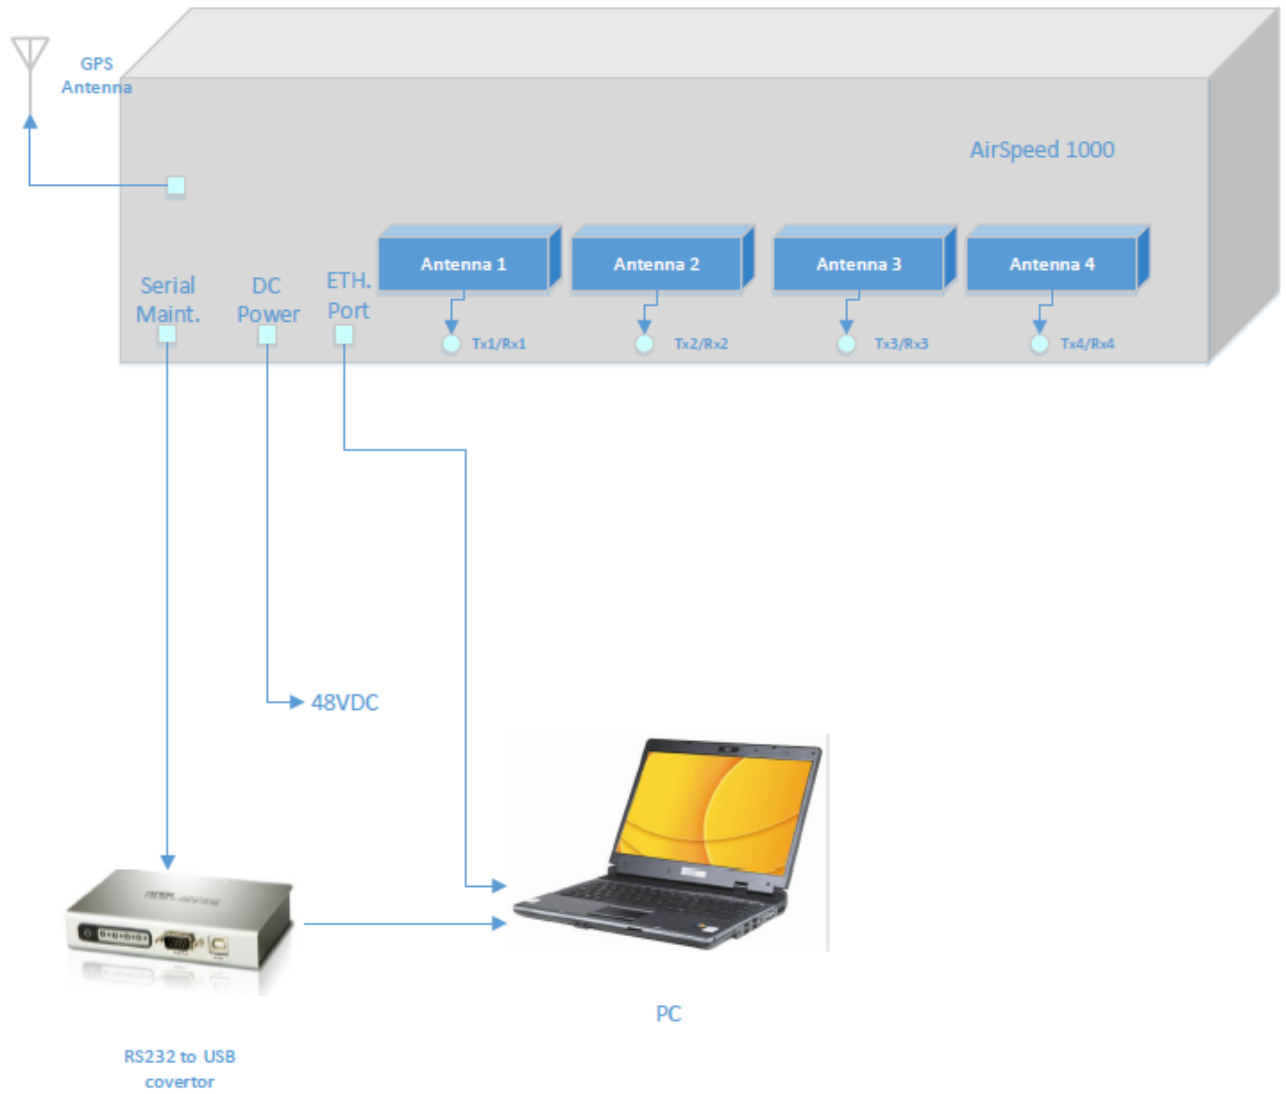 GPS
Antenna
AirSpeed 1000
Antenna 1
Antenna 2
Antenna 3
Antenna 4
Serial
Maint.
DC
Power
ETH.
Port
Tx1/Rx1
Tx2/Rx2
Tx3/Rx3
Tx4/Rx4
48VDC
PC
RS232 to USB
covertor